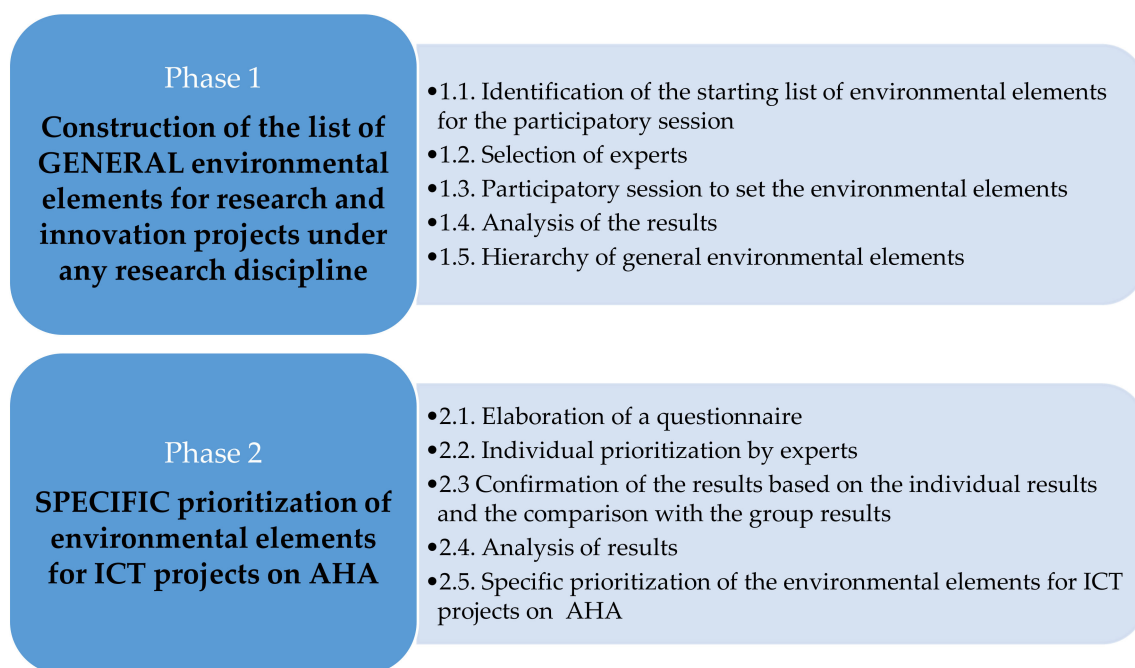 Phase 1
Construction of the list of
GENERAL environmental
elements for research and
innovation projects under
any research discipline
•1.1. Identification of the starting list of environmental elements
for the participatory session
•1.2. Selection of experts
•1.3. Participatory session to set the environmental elements
•1.4. Analysis of the results
•1.5. Hierarchy of general environmental elements
Phase 2
SPECIFIC prioritization of
environmental elements
for ICT projects on AHA
•2.1. Elaboration of a questionnaire
•2.2. Individual prioritization by experts
•2.3 Confirmation of the results based on the individual results
and the comparison with the group results
•2.4. Analysis of results
•2.5. Specific prioritization of the environmental elements for ICT
projects on  AHA